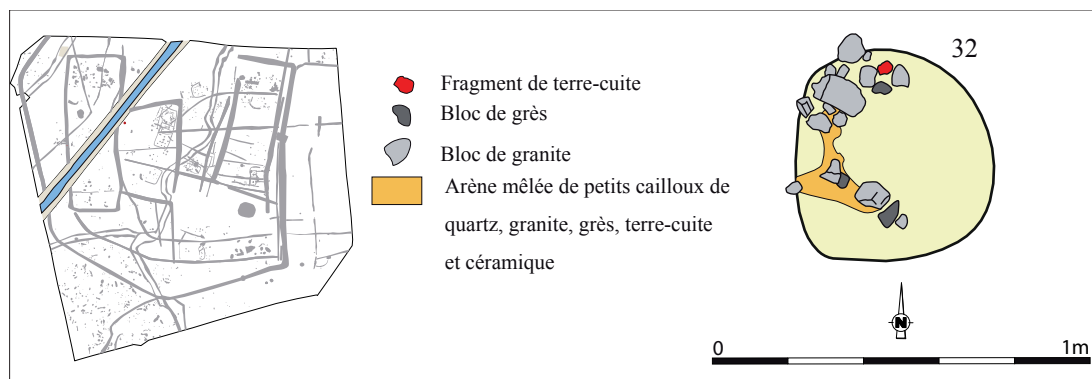 32
Fragment de terre-cuite
Bloc de grès
Bloc de granite
Arène mêlée de petits cailloux de
quartz, granite, grès, terre-cuite
et céramique
N
0 1m